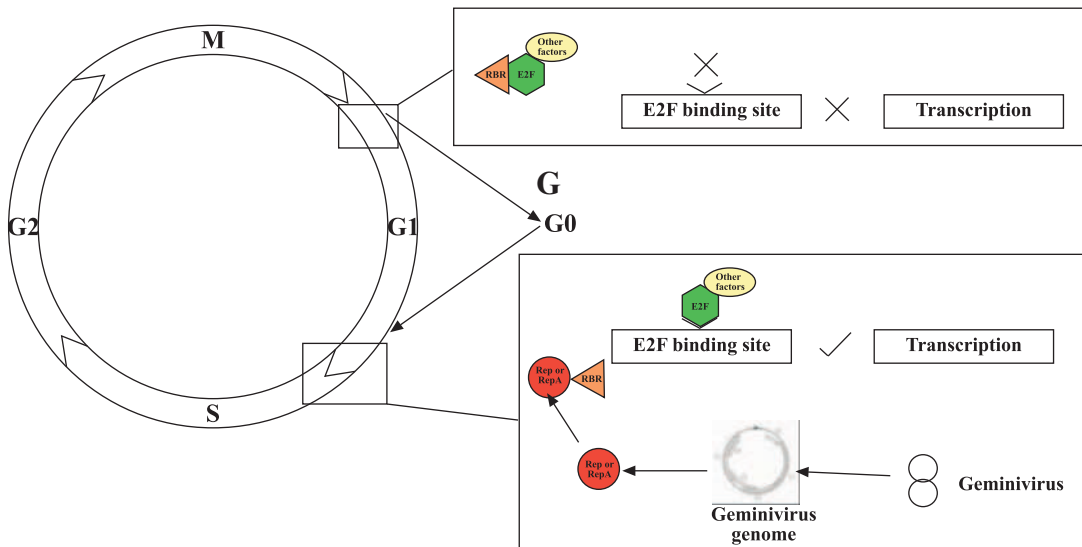 M
G2
G1
S
G
G0
Other
factors
RBR
E2F
E2F binding site
Transcription
Other
factors
E2F
E2F binding site
Transcription
Rep or
RepA
RBR
Rep or
RepA
Geminivirus
genome
Geminivirus